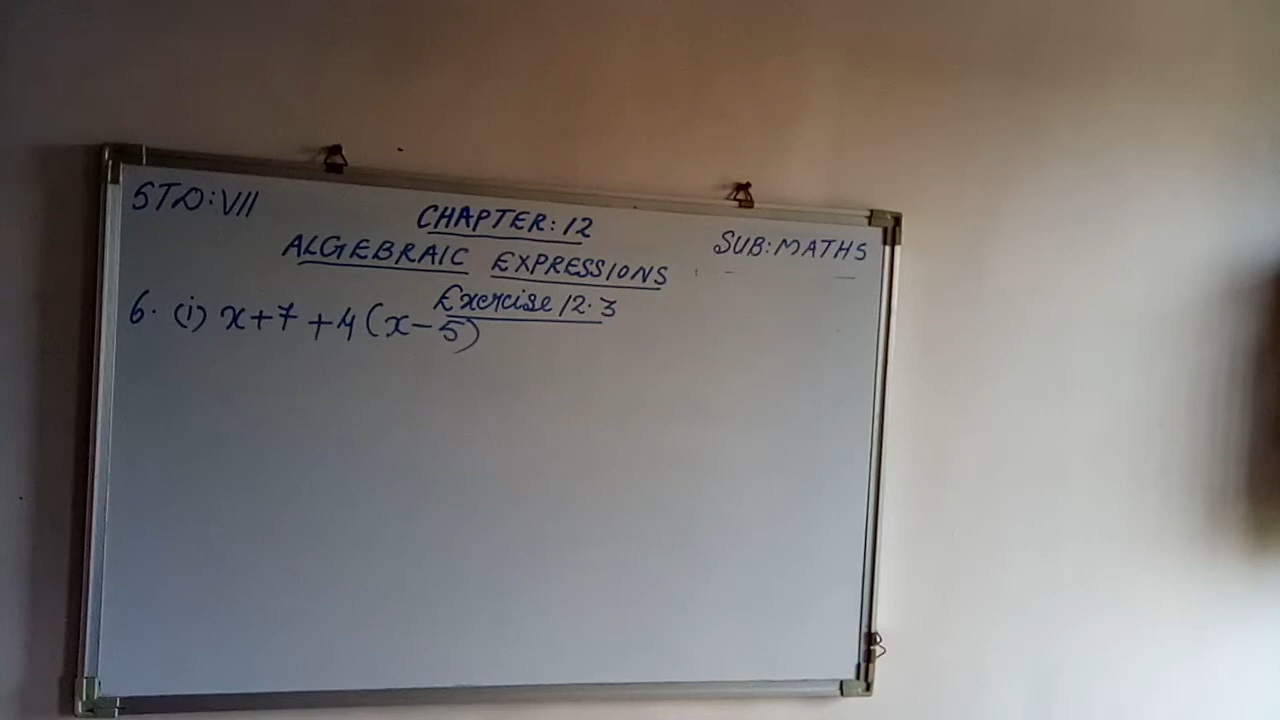 STD:VII
CHAPTER:12
SUB:MATHS
ALGEBRAIC EXPRESSIONS
Exercise 12.3
6. (i) x+7+4(x-5)